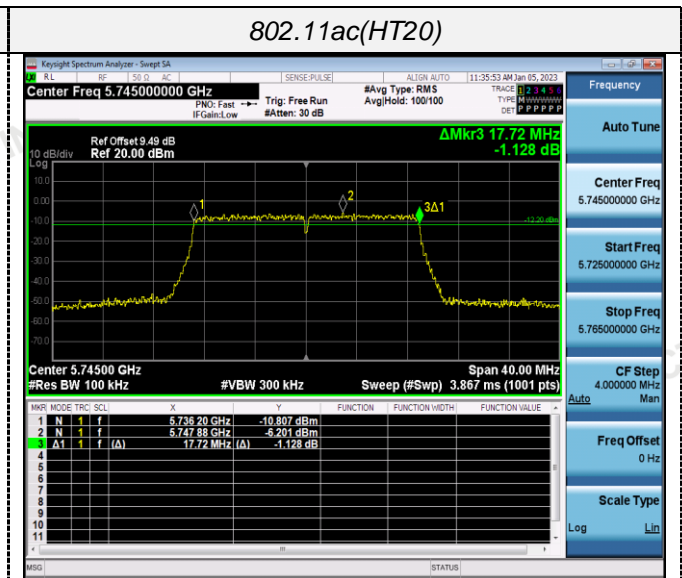 802.11ac(HT20)
Keysight Spectrum Analyzer - Swept SA
RL RF 50 Ω AC SENSE:PULSE ALIGN AUTO 11:35:53 AM Jan 05, 2023
Center Freq 5.745000000 GHz
PNO: Fast
IFGain:Low
Trig: Free Run
#Atten: 30 dB
#Avg Type: RMS
Avg|Hold: 100/100
TRACE 1 2 3 4 5 6
TYPE M W W W W W
DET P P P P P P
ΔMkr3 17.72 MHz
-1.128 dB
Ref Offset 9.49 dB
10 dB/div Ref 20.00 dBm
Log
10.0
0.00
-10.0
-20.0
-30.0
-40.0
-50.0
-60.0
-70.0
1
2
3Δ1
-12.20 dBm
Center 5.74500 GHz Span 40.00 MHz
#Res BW 100 kHz #VBW 300 kHz Sweep (#Swp) 3.867 ms (1001 pts)
MKR MODE TRC SCL X Y FUNCTION FUNCTION WIDTH FUNCTION VALUE
1 N 1 f 5.736 20 GHz -10.807 dBm
2 N 1 f 5.747 88 GHz -6.201 dBm
3 Δ1 1 f (Δ) 17.72 MHz (Δ) -1.128 dB
4
5
6
7
8
9
10
11
MSG STATUS
Frequency
Auto Tune
Center Freq
5.745000000 GHz
Start Freq
5.725000000 GHz
Stop Freq
5.765000000 GHz
CF Step
4.000000 MHz
Auto Man
Freq Offset
0 Hz
Scale Type
Log Lin